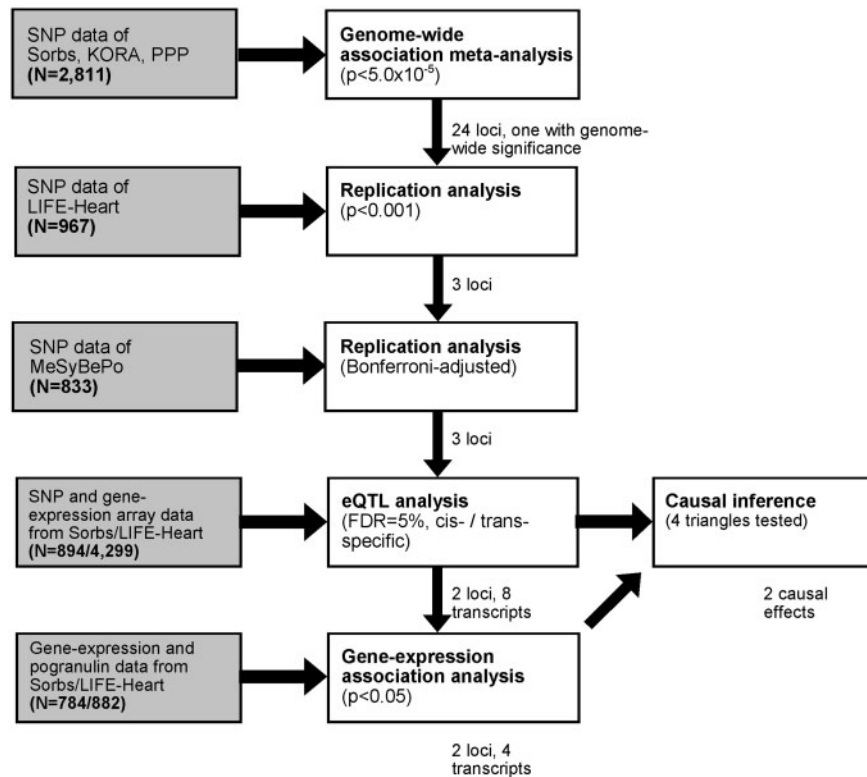 SNP data of
Sorbs, KORA, PPP
(N=2,811)
Genome-wide
association meta-analysis
(p<5.0x10⁻⁵)
24 loci, one with genome-
wide significance
SNP data of
LIFE-Heart
(N=967)
Replication analysis
(p<0.001)
3 loci
SNP data of
MeSyBePo
(N=833)
Replication analysis
(Bonferroni-adjusted)
3 loci
SNP and gene-
expression array data
from Sorbs/LIFE-Heart
(N=894/4,299)
eQTL analysis
(FDR=5%, cis- / trans-
specific)
Causal inference
(4 triangles tested)
2 loci, 8
transcripts
2 causal
effects
Gene-expression and
pogranulin data from
Sorbs/LIFE-Heart
(N=784/882)
Gene-expression
association analysis
(p<0.05)
2 loci, 4
transcripts